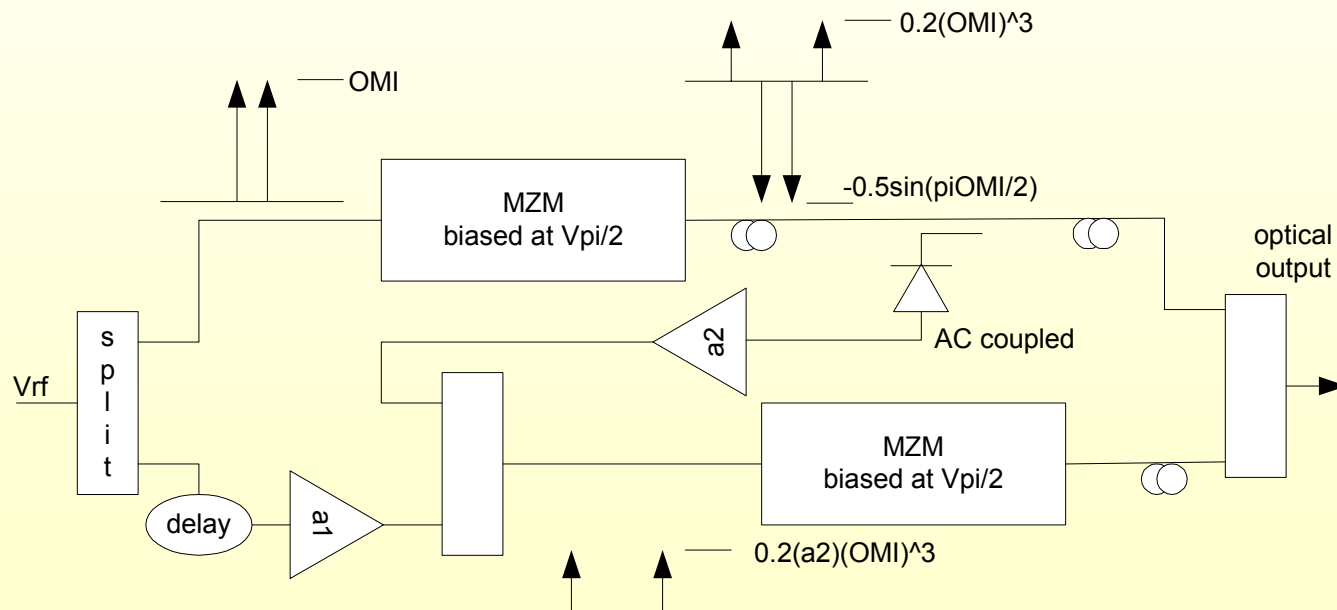 0.2(OMI)^3
OMI
MZM
biased at Vpi/2
-0.5sin(piOMI/2)
optical
output
split
a2
AC coupled
Vrf
MZM
biased at Vpi/2
delay
a1
0.2(a2)(OMI)^3